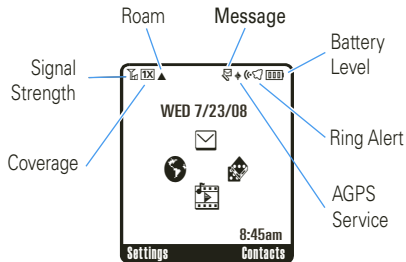 Roam
Message
Battery
Level
Signal
Strength
1X
WED 7/23/08
Ring Alert
Coverage
AGPS
Service
8:45am
Settings
Contacts